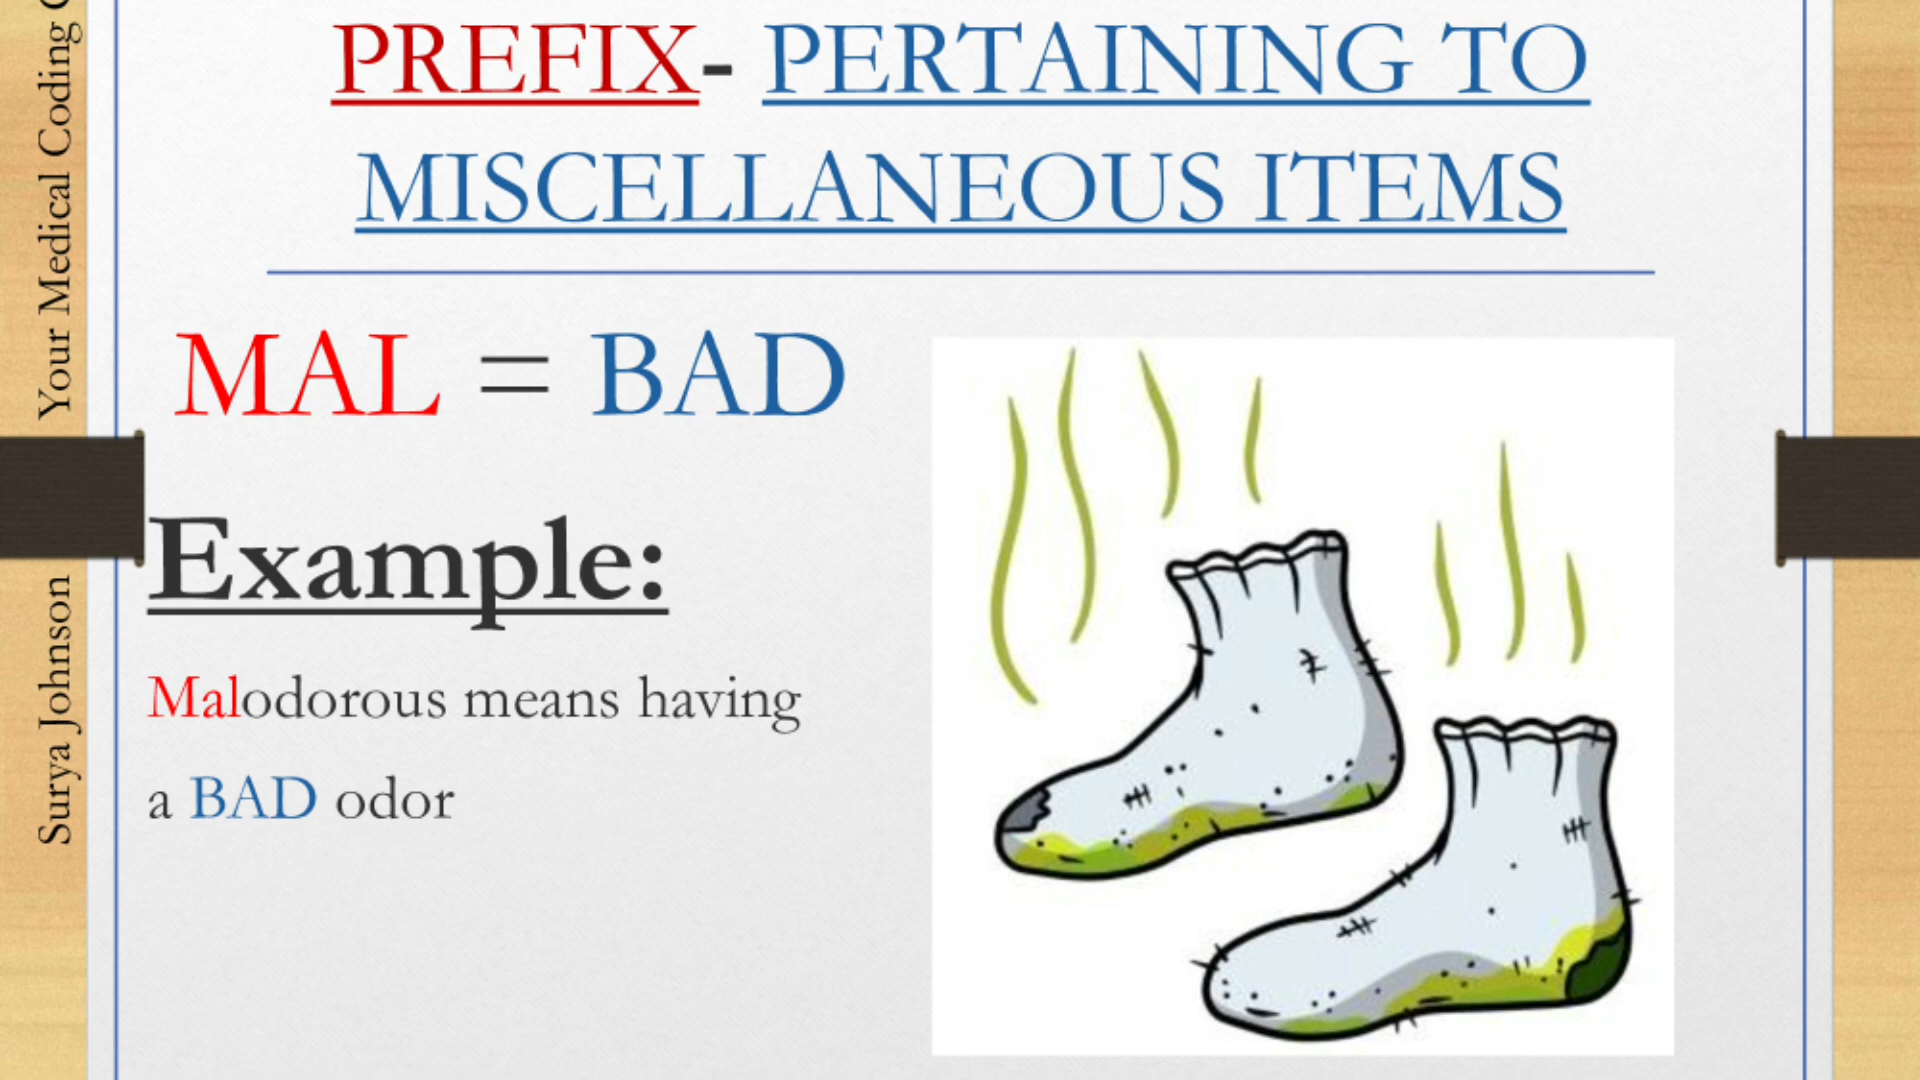 PREFIX- PERTAINING TO
MISCELLANEOUS ITEMS
MAL = BAD
Example:
Malodorous means having
a BAD odor
Surya Johnson Your Medical Coding